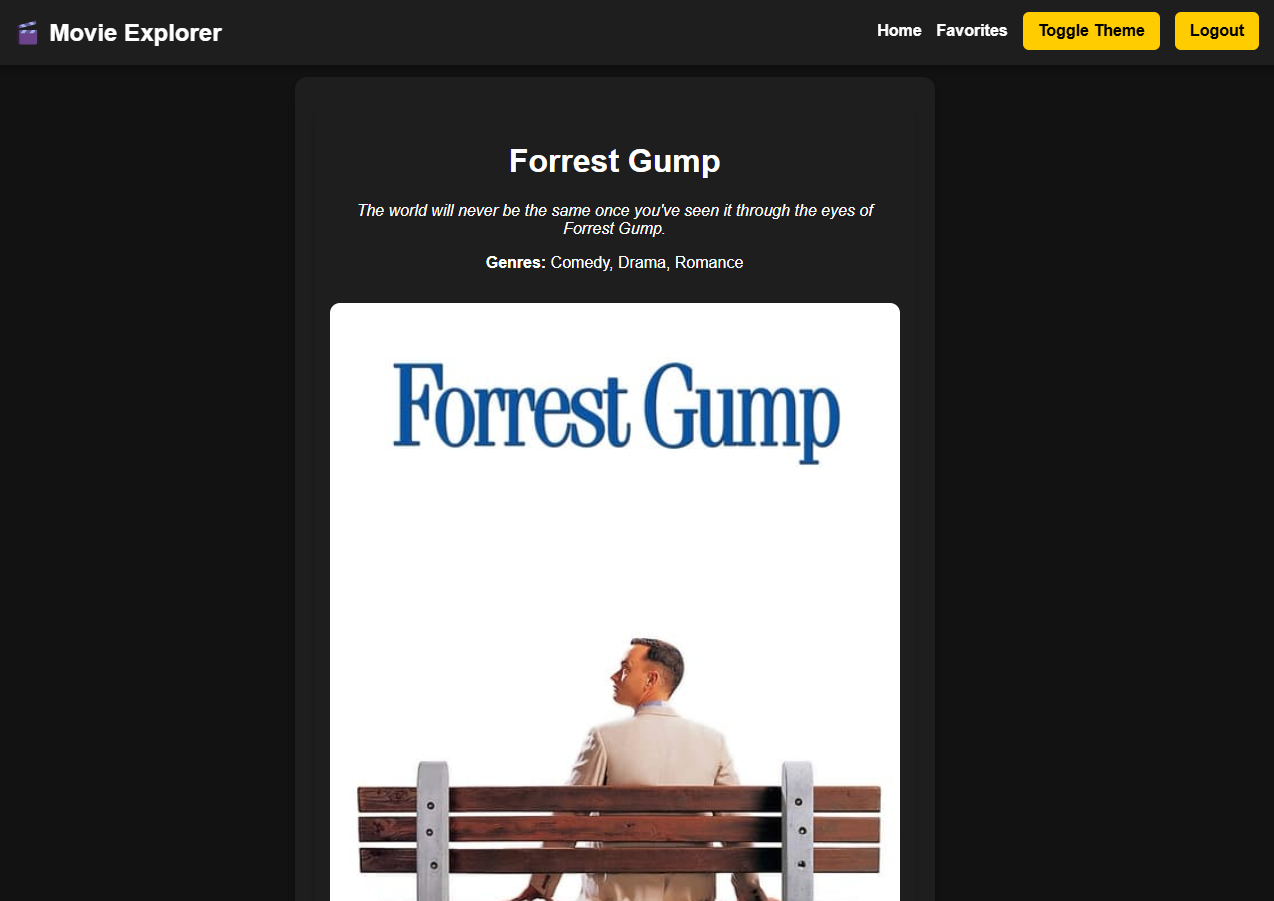 Movie Explorer
Home Favorites Toggle Theme Logout
Forrest Gump
The world will never be the same once you've seen it through the eyes of
Forrest Gump.
Genres: Comedy, Drama, Romance
Forrest Gump